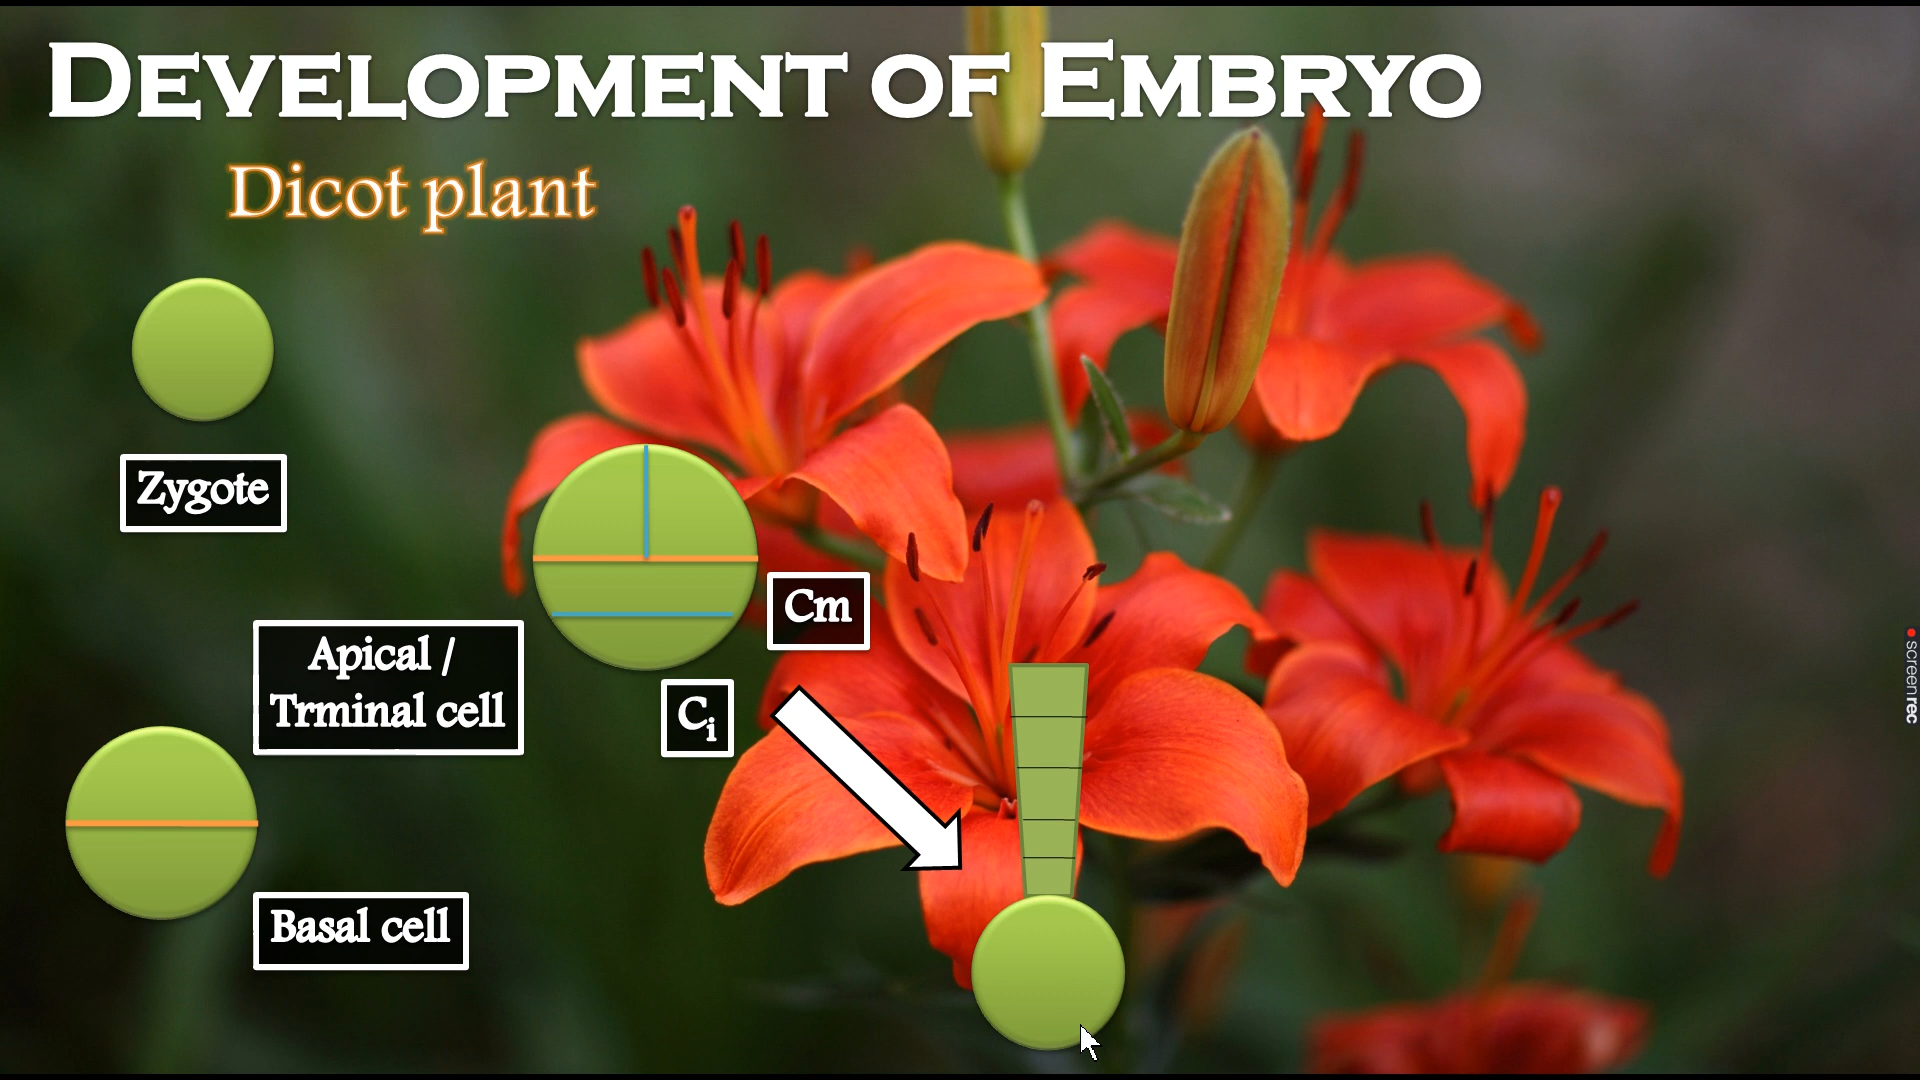 Development of Embryo
Dicot plant
Zygote
Cm
Apical /
Trminal cell
Ci
Basal cell
screenrec